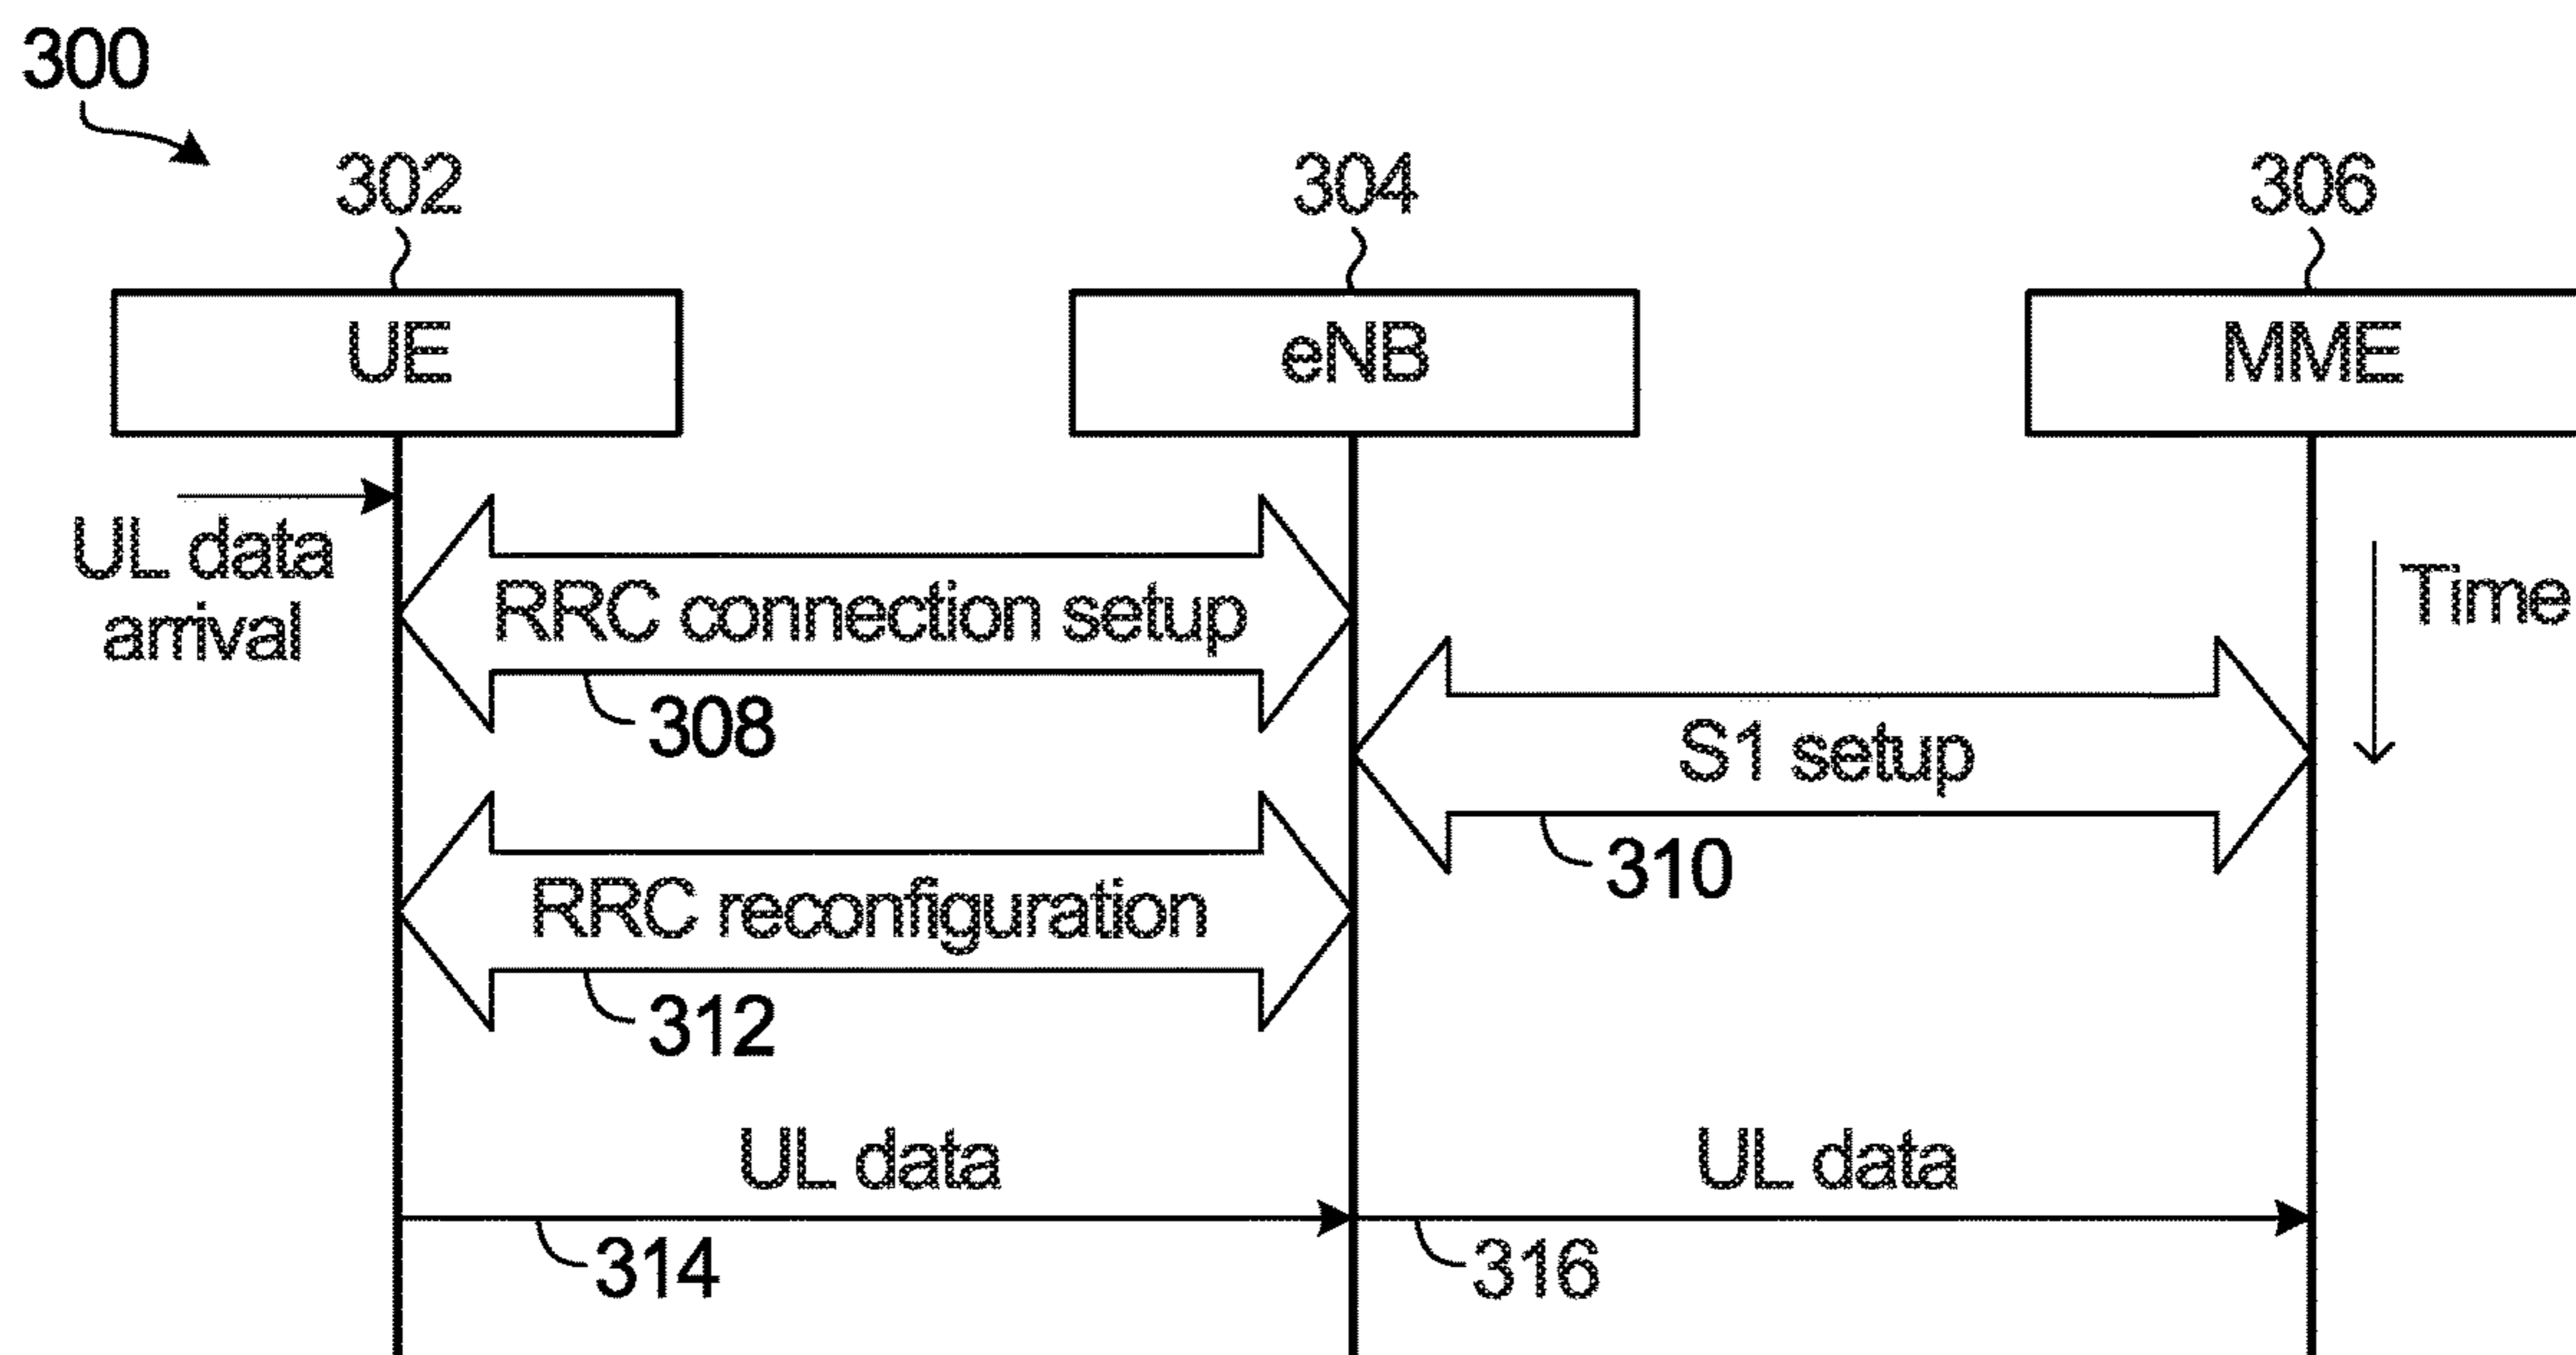 300
302
304
306
UE
eNB
MME
UL data
arrival
RRC connection setup
Time
308
S1 setup
310
RRC reconfiguration
312
UL data
UL data
314
316